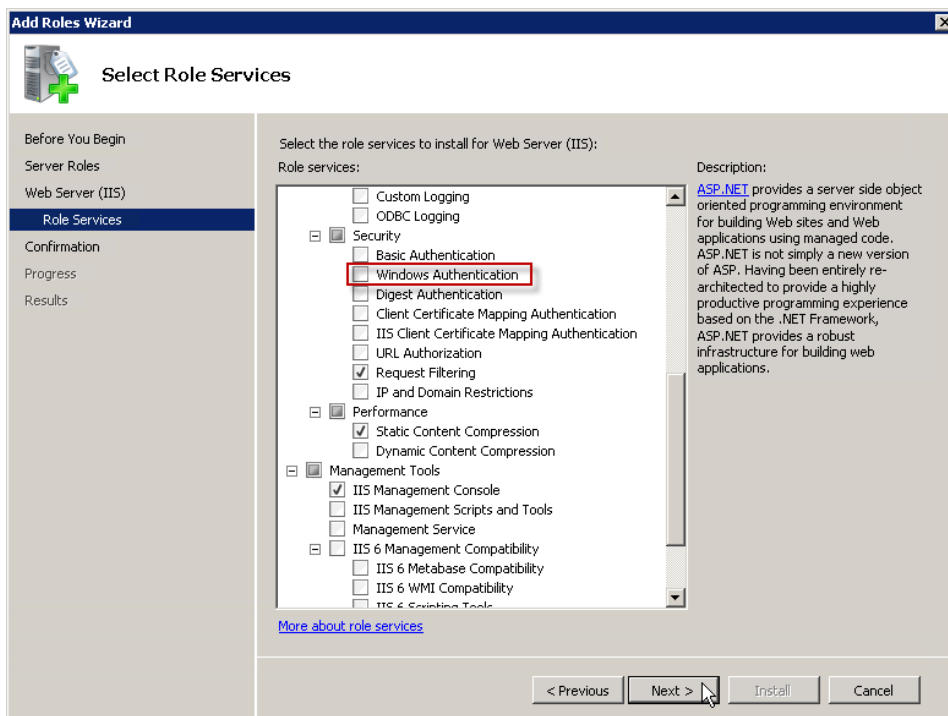 Add Roles Wizard
Select Role Services
Before You Begin
Server Roles
Web Server (IIS)
Role Services
Confirmation
Progress
Results
Select the role services to install for Web Server (IIS):
Role services:
Custom Logging
ODBC Logging
Security
Basic Authentication
Windows Authentication
Digest Authentication
Client Certificate Mapping Authentication
IIS Client Certificate Mapping Authentication
URL Authorization
Request Filtering
IP and Domain Restrictions
Performance
Static Content Compression
Dynamic Content Compression
Management Tools
IIS Management Console
IIS Management Scripts and Tools
Management Service
IIS 6 Management Compatibility
IIS 6 Metabase Compatibility
IIS 6 WMI Compatibility
IIS 6 Scripting Tools
More about role services
Description:
ASP.NET provides a server side object
oriented programming environment
for building Web sites and Web
applications using managed code.
ASP.NET is not simply a new version
of ASP. Having been entirely re-
architected to provide a highly
productive programming experience
based on the .NET Framework,
ASP.NET provides a robust
infrastructure for building web
applications.
< Previous
Next >
Install
Cancel